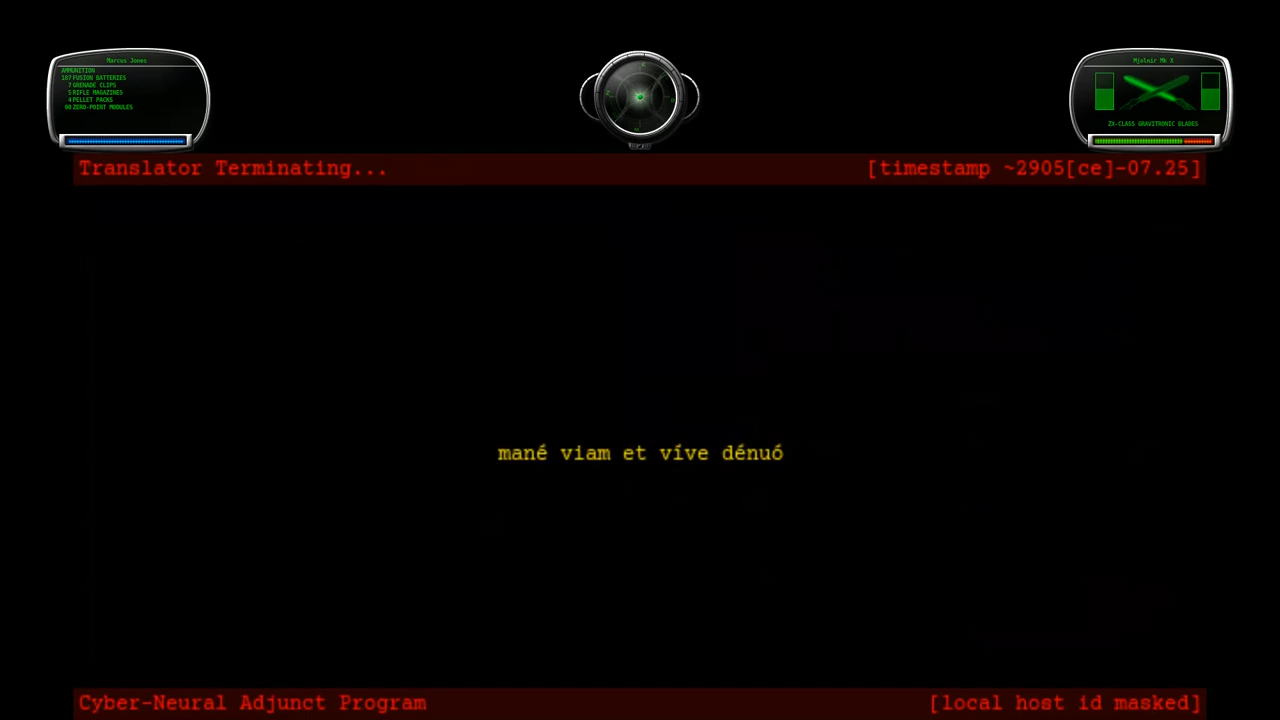 Marcus Jones
AMMUNITION
187 FUSION BATTERIES
7 GRENADE CLIPS
5 RIFLE MAGAZINES
4 PELLET PACKS
90 ZERO-POINT MODULES
Mjolnir Mk X
ZX-CLASS GRAVITRONIC BLADES
Translator Terminating... [timestamp ~2905[ce]-07.25]
mané viam et víve dénuó
Cyber-Neural Adjunct Program [local host id masked]